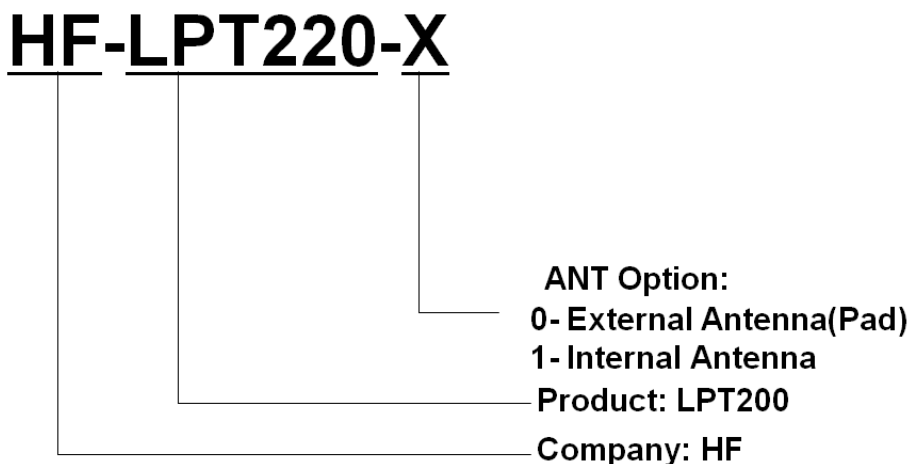 HF-LPT220-X
ANT Option:
0- External Antenna(Pad)
1- Internal Antenna
Product: LPT200
Company: HF